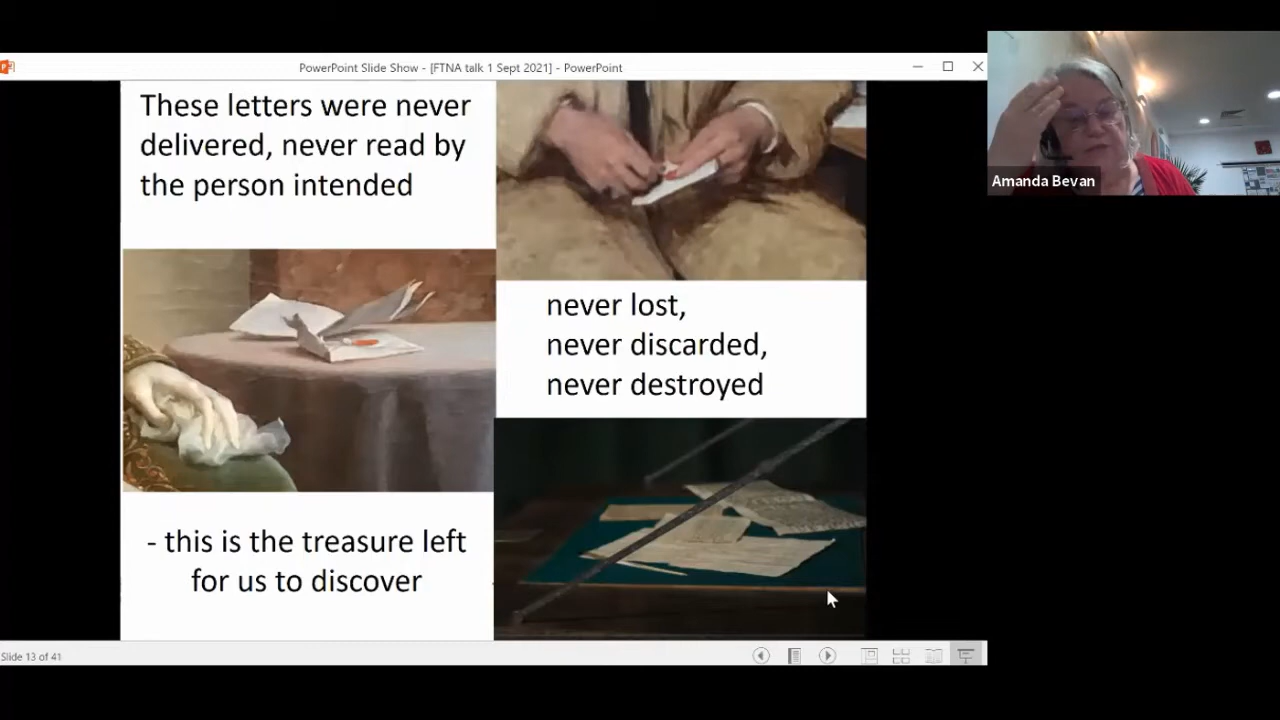 PowerPoint Slide Show - [FTNA talk 1 Sept 2021] - PowerPoint
These letters were never
delivered, never read by
the person intended
never lost,
never discarded,
never destroyed
- this is the treasure left
for us to discover
Amanda Bevan
Slide 13 of 41